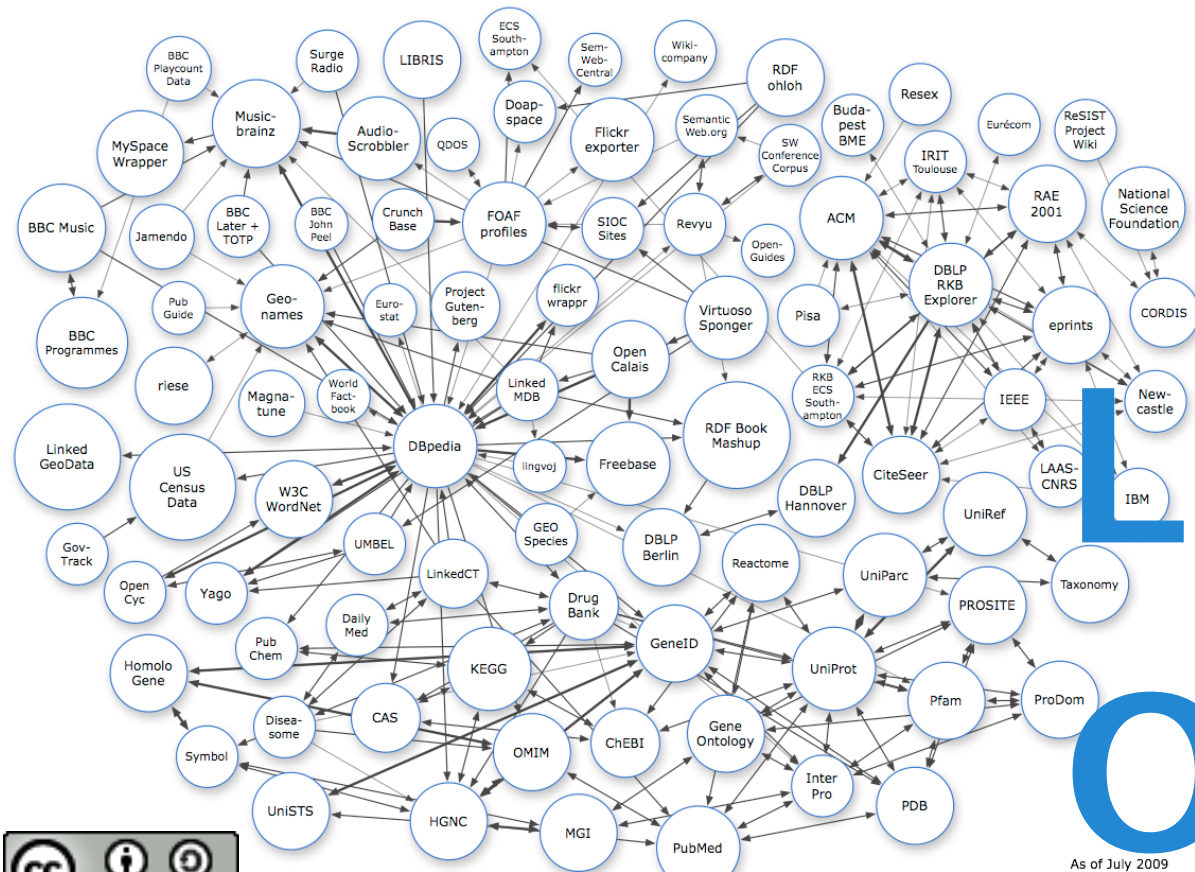 ECS
South-
ampton
BBC
Playcount
Data
Surge
Radio
LIBRIS
Sem-
Web-
Central
Wiki-
company
RDF
ohloh
Resex
Music-
brainz
MySpace
Wrapper
Audio-
Scrobbler
QDOS
Doap-
space
Flickr
exporter
Semantic
Web.org
SW
Conference
Corpus
Buda-
pest
BME
IRIT
Toulouse
Eurécom
ReSIST
Project
Wiki
BBC Music
Jamendo
BBC
Later +
TOTP
BBC
John
Peel
Crunch
Base
FOAF
profiles
SIOC
Sites
Revyu
Open-
Guides
ACM
RAE
2001
National
Science
Foundation
BBC
Programmes
Pub
Guide
Geo-
names
Euro-
stat
Project
Guten-
berg
flickr
wrappr
Virtuoso
Sponger
Pisa
DBLP
RKB
Explorer
eprints
CORDIS
riese
Magna-
tune
World
Fact-
book
Linked
MDB
Open
Calais
RKB
ECS
South-
ampton
IEEE
New-
castle
Linked
GeoData
US
Census
Data
W3C
WordNet
DBpedia
lingvoj
Freebase
RDF Book
Mashup
DBLP
Hannover
CiteSeer
LAAS-
CNRS
IBM
L
Gov-
Track
Open
Cyc
Yago
UMBEL
LinkedCT
GEO
Species
DBLP
Berlin
Reactome
UniParc
UniRef
Taxonomy
Homolo
Gene
Pub
Chem
Daily
Med
Drug
Bank
KEGG
GeneID
UniProt
PROSITE
Pfam
ProDom
Symbol
Disea-
some
CAS
OMIM
ChEBI
Gene
Ontology
Inter
Pro
PDB
UniSTS
HGNC
MGI
PubMed
O
cc
As of July 2009